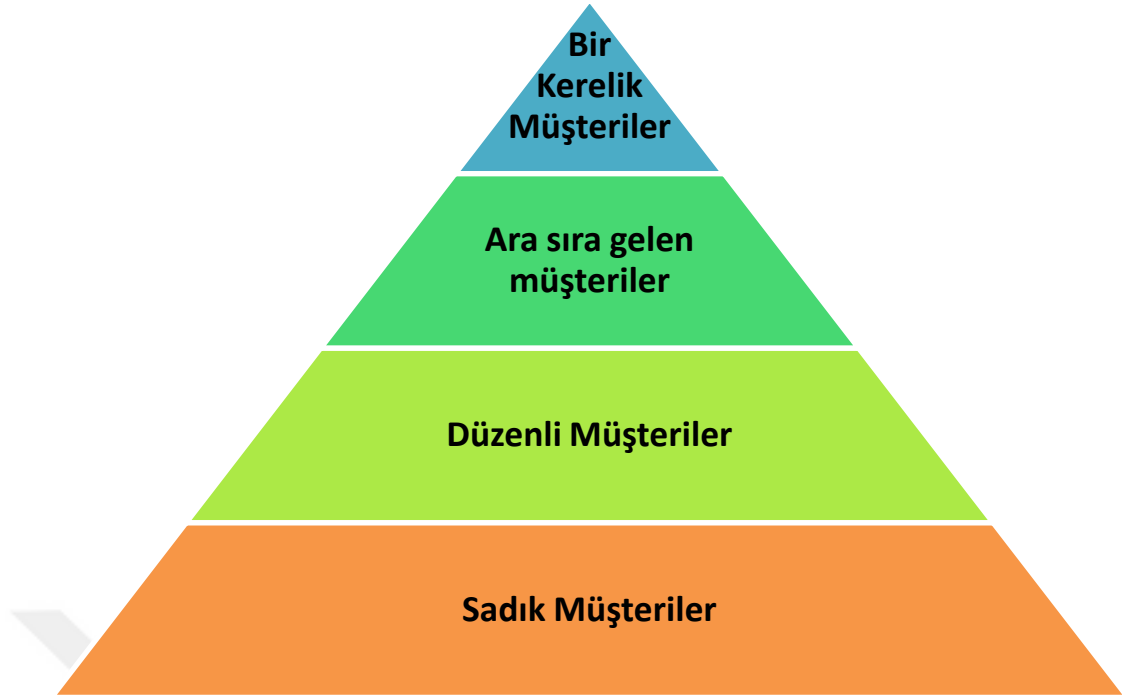 Bir
Kerelik
Müşteriler
Ara sıra gelen
müşteriler
Düzenli Müşteriler
Sadık Müşteriler